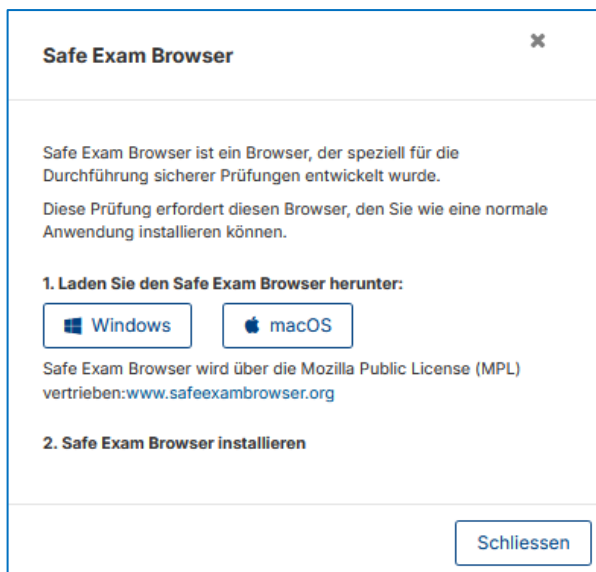 Safe Exam Browser
Safe Exam Browser ist ein Browser, der speziell für die
Durchführung sicherer Prüfungen entwickelt wurde.
Diese Prüfung erfordert diesen Browser, den Sie wie eine normale
Anwendung installieren können.
1. Laden Sie den Safe Exam Browser herunter:
Windows macOS
Safe Exam Browser wird über die Mozilla Public License (MPL)
vertrieben:www.safeexambrowser.org
2. Safe Exam Browser installieren
Schliessen